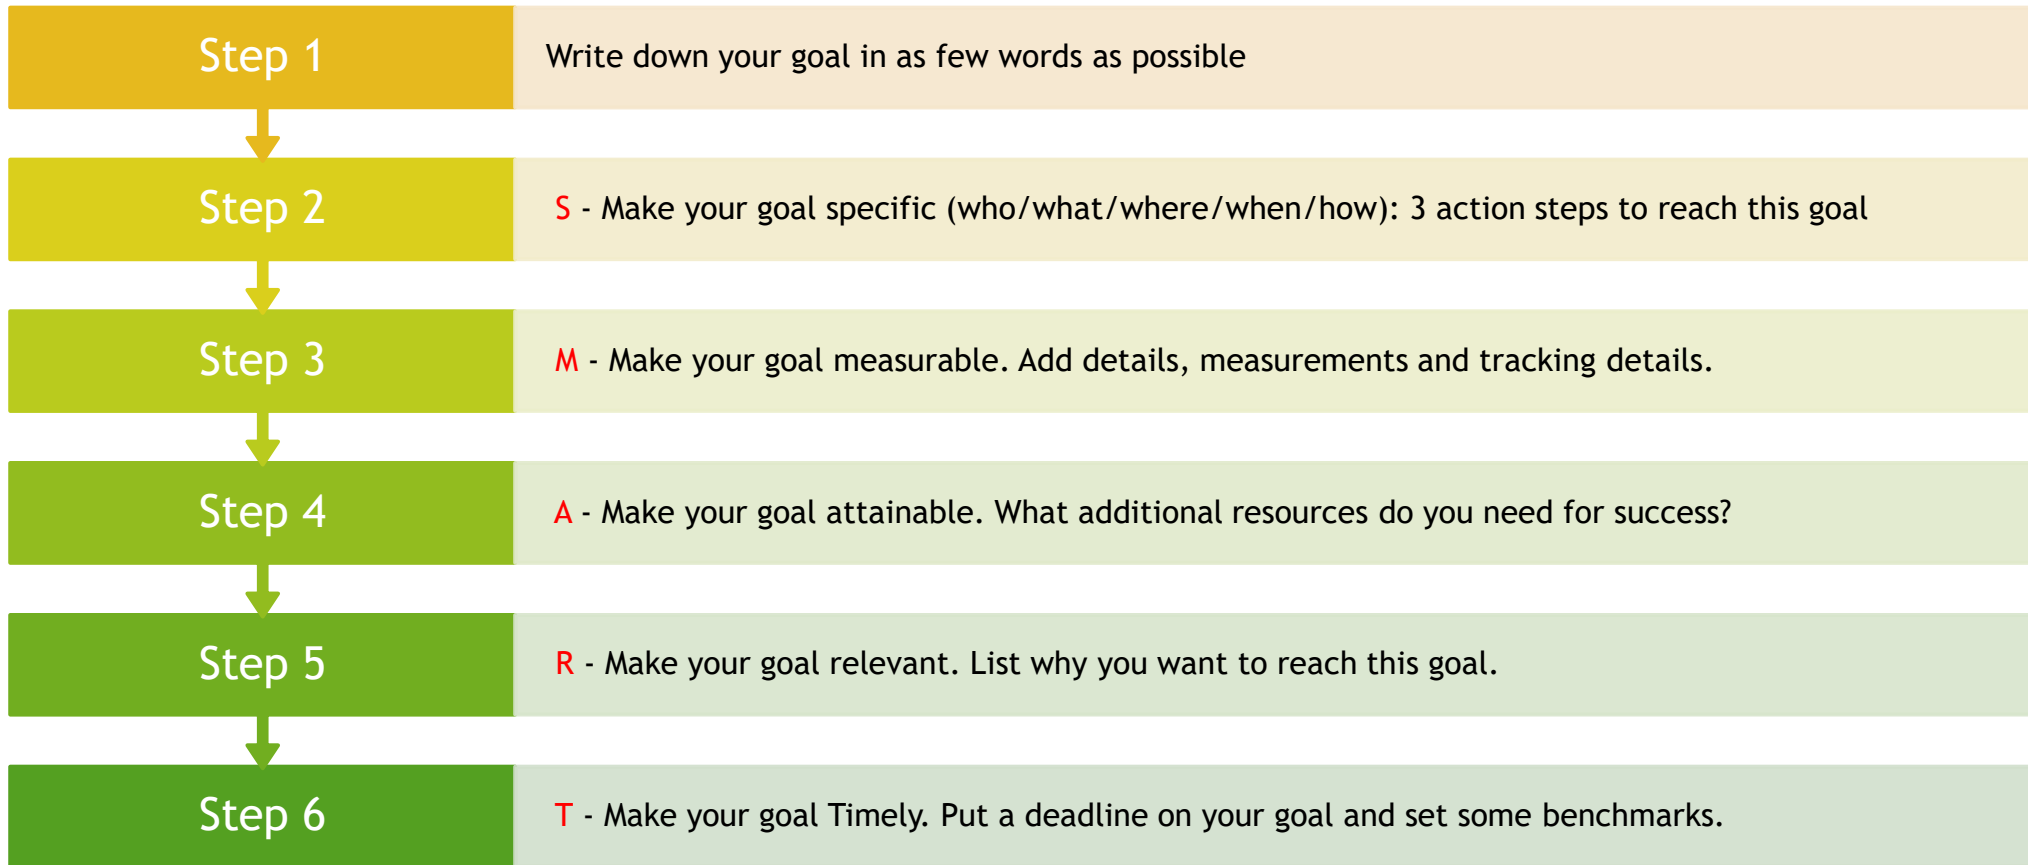 Step 1
Write down your goal in as few words as possible
Step 2
S - Make your goal specific (who/what/where/when/how): 3 action steps to reach this goal
Step 3
M - Make your goal measurable. Add details, measurements and tracking details.
Step 4
A - Make your goal attainable. What additional resources do you need for success?
Step 5
R - Make your goal relevant. List why you want to reach this goal.
Step 6
T - Make your goal Timely. Put a deadline on your goal and set some benchmarks.